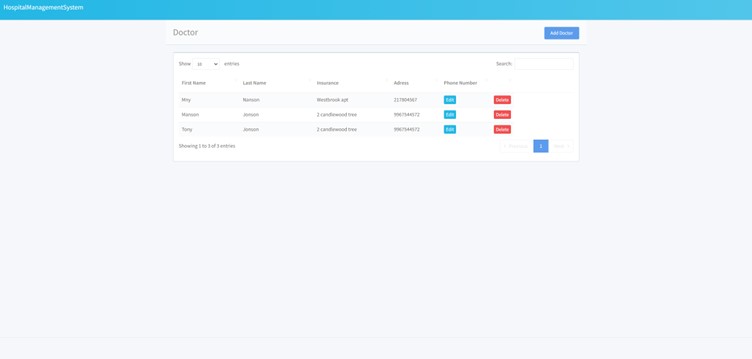 HospitalManagementSystem
Doctor
Add Doctor
Show 10 entries
Search:
First Name Last Name Insurance Adress Phone Number
Miry Nanson Westbrook apt 217804567 Edit Delete
Manson Jonson 2 candlewood tree 9967544572 Edit Delete
Tony Jonson 2 candlewood tree 9967544572 Edit Delete
Showing 1 to 3 of 3 entries
Previous 1 Next